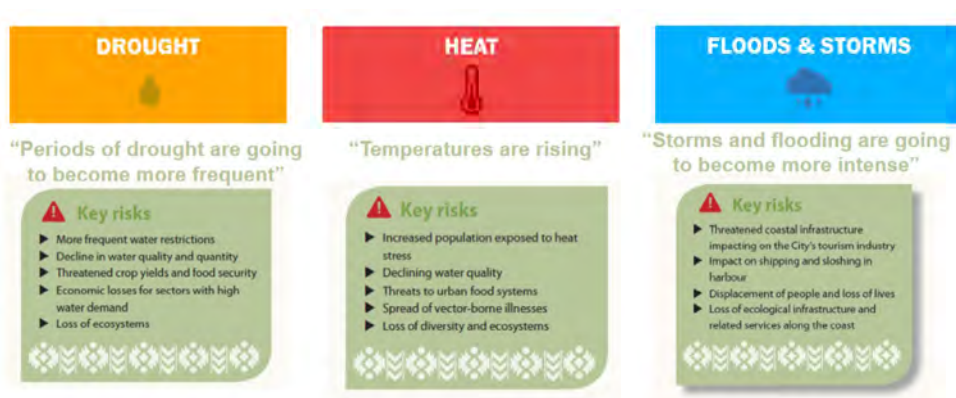 DROUGHT
“Periods of drought are going
to become more frequent”
Key risks
More frequent water restrictions
Decline in water quality and quantity
Threatened crop yields and food security
Economic losses for sectors with high
water demand
Loss of ecosystems
HEAT
“Temperatures are rising”
Key risks
Increased population exposed to heat
stress
Declining water quality
Threats to urban food systems
Spread of vector-borne illnesses
Loss of diversity and ecosystems
FLOODS & STORMS
“Storms and flooding are going
to become more intense”
Key risks
Threatened coastal infrastructure
impacting on the City's tourism industry
Impact on shipping and sloshing in
harbour
Displacement of people and loss of lives
Loss of ecological infrastructure and
related services along the coast